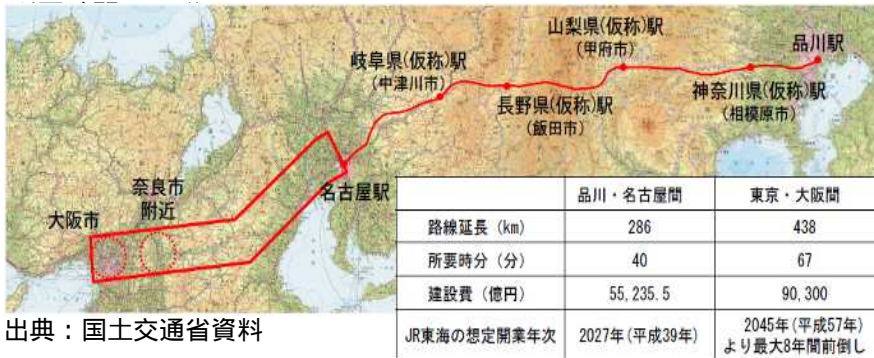 山梨県(仮称)駅
(甲府市)
品川駅
岐阜県(仮称)駅
(中津川市)
長野県(仮称)駅
(飯田市)
神奈川県(仮称)駅
(相模原市)
奈良市
附近
大阪市
名古屋駅
品川・名古屋間 東京・大阪間
路線延長（km） 286 438
所要時分（分） 40 67
建設費（億円） 55,235.5 90,300
JR東海の想定開業年次 2027年(平成39年) 2045年(平成57年)
より最大8年間前倒し
出典：国土交通省資料